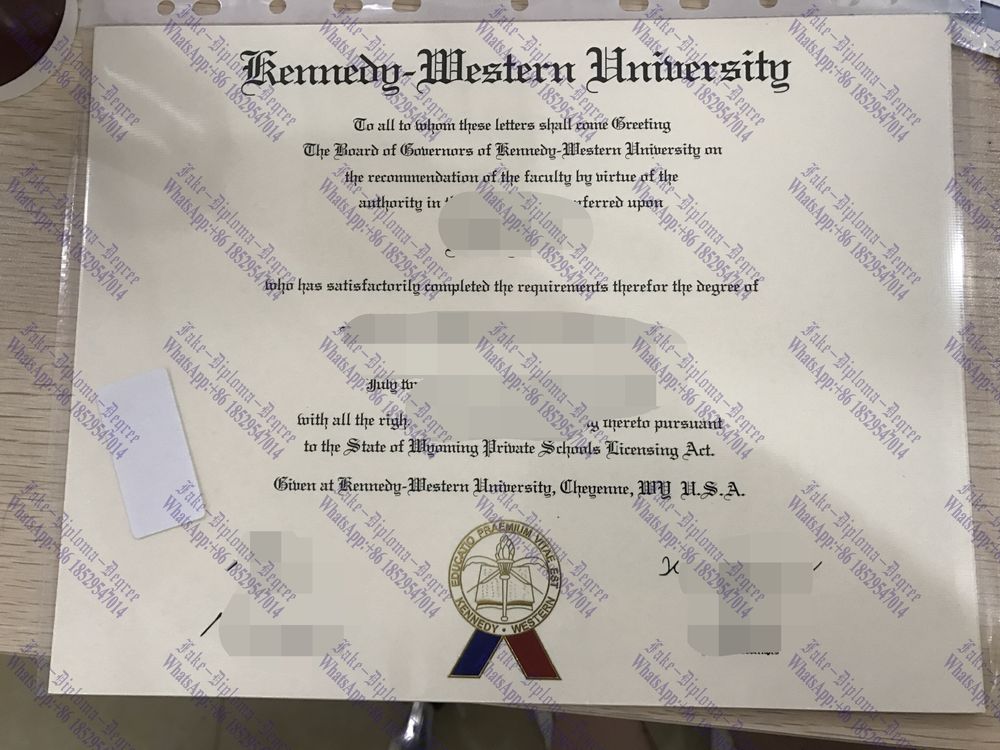 Kennedy-Western University
To all to whom these letters shall come Greeting
The Board of Governors of Kennedy-Western University on
the recommendation of the faculty by virtue of the
authority in
upon
who has satisfactorily completed the requirements therefor the degree of
July
with all the
thereto pursuant
to the State of Wyoming Private Schools Licensing Act.
Given at Kennedy-Western University, Cheyenne, WY U.S.A.
EDUCATIO PRAEMIUM VITAE EST
KENNEDY • WESTERN
Fake-Diploma-Degree
WhatsApp:+86 18529547014